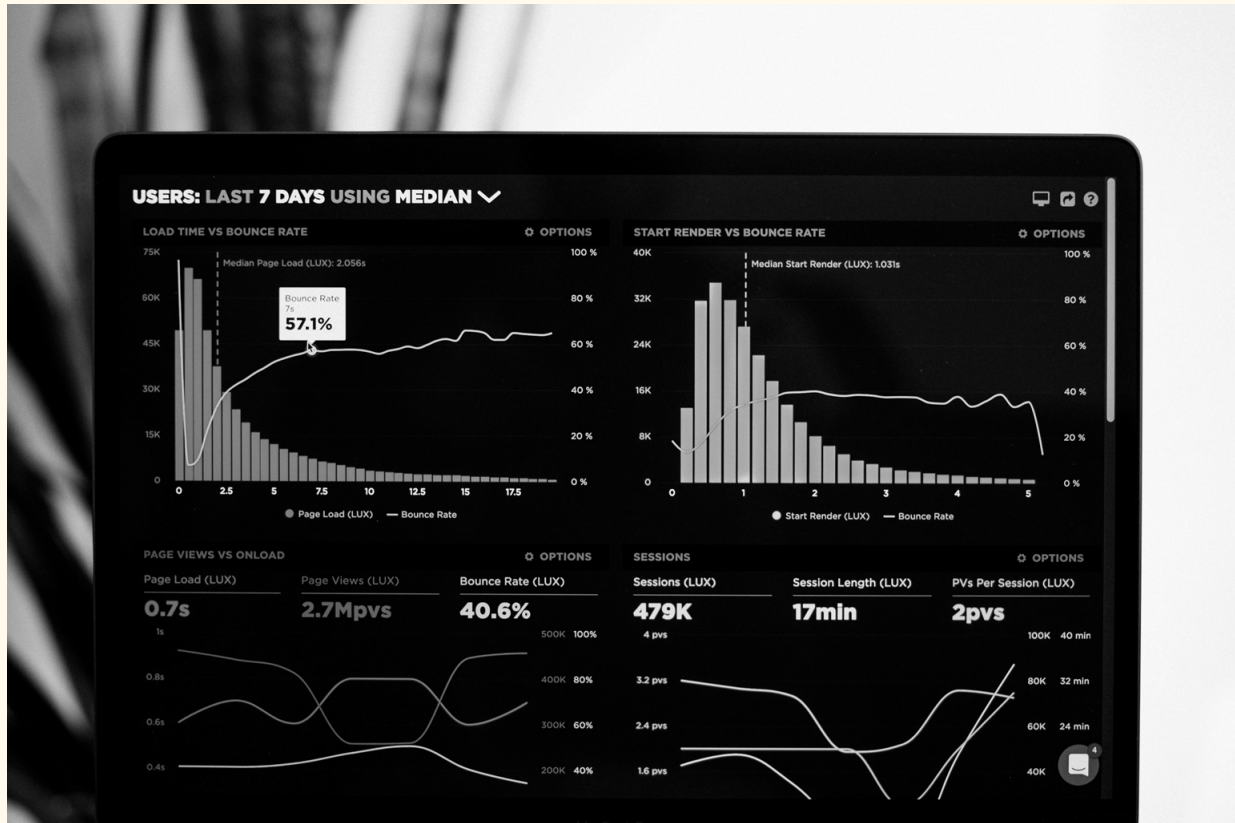 USERS: LAST 7 DAYS USING MEDIAN
LOAD TIME VS BOUNCE RATE
OPTIONS
75K
60K
45K
30K
15K
0
100 %
80 %
60 %
40 %
20 %
0 %
Median Page Load (LUX): 2.056s
Bounce Rate
7s
57.1%
0 2.5 5 7.5 10 12.5 15 17.5
Page Load (LUX) Bounce Rate
START RENDER VS BOUNCE RATE
OPTIONS
40K
32K
24K
16K
8K
0
100 %
80 %
60 %
40 %
20 %
0 %
Median Start Render (LUX): 1.031s
0 1 2 3 4 5
Start Render (LUX) Bounce Rate
PAGE VIEWS VS ONLOAD
OPTIONS
Page Load (LUX) Page Views (LUX) Bounce Rate (LUX)
0.7s 2.7Mpvs 40.6%
1s
0.8s
0.6s
0.4s
500K 100%
400K 80%
300K 60%
200K 40%
SESSIONS
OPTIONS
Sessions (LUX) Session Length (LUX) PVs Per Session (LUX)
479K 17min 2pvs
4 pvs
3.2 pvs
2.4 pvs
1.6 pvs
100K 40 min
80K 32 min
60K 24 min
40K
4